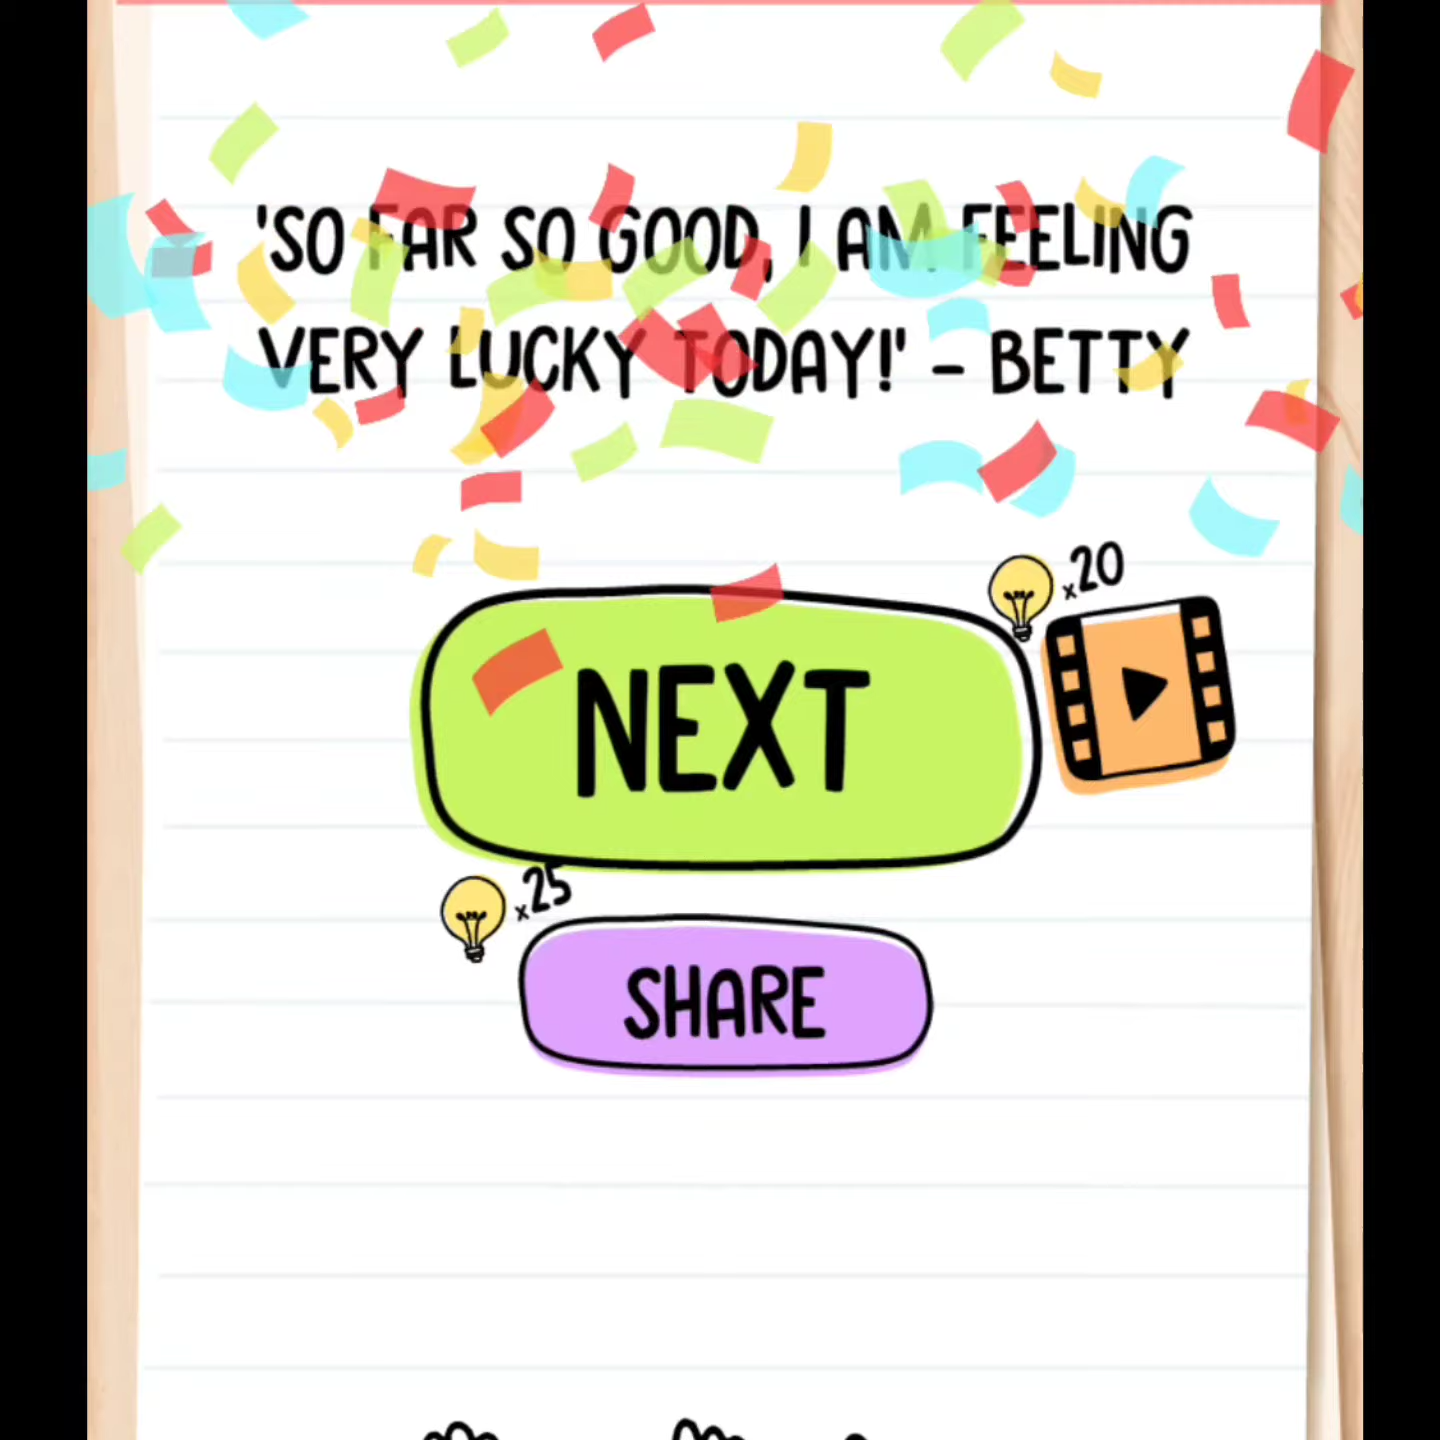 'SO FAR SO GOOD, I AM FEELING
VERY LUCKY TODAY!' - BETTY
x20
NEXT
x25
SHARE